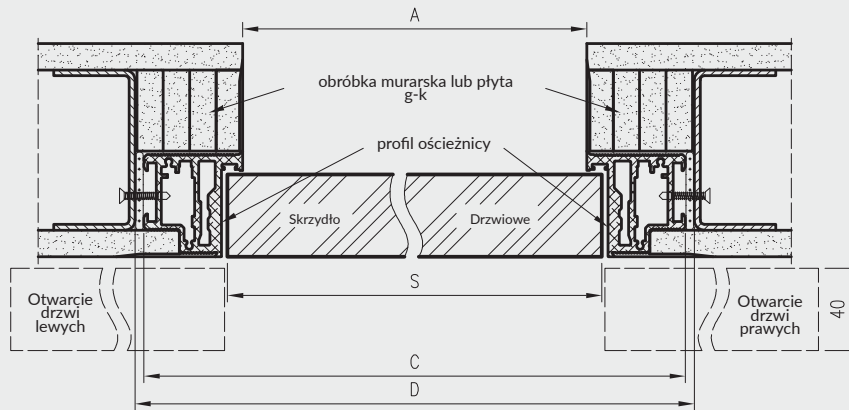 A
obróbka murarska lub płyta
g-k
profil ościeżnicy
Skrzydło
Drzwiowe
S
Otwarcie
drzwi
lewych
Otwarcie
drzwi
prawych
40
C
D